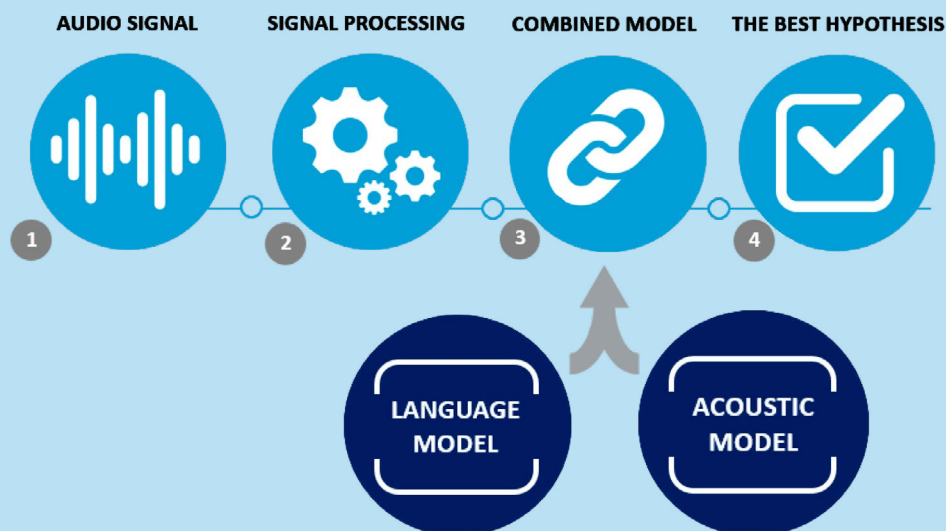 AUDIO SIGNAL
SIGNAL PROCESSING
COMBINED MODEL
THE BEST HYPOTHESIS
1
2
3
4
LANGUAGE
MODEL
ACOUSTIC
MODEL